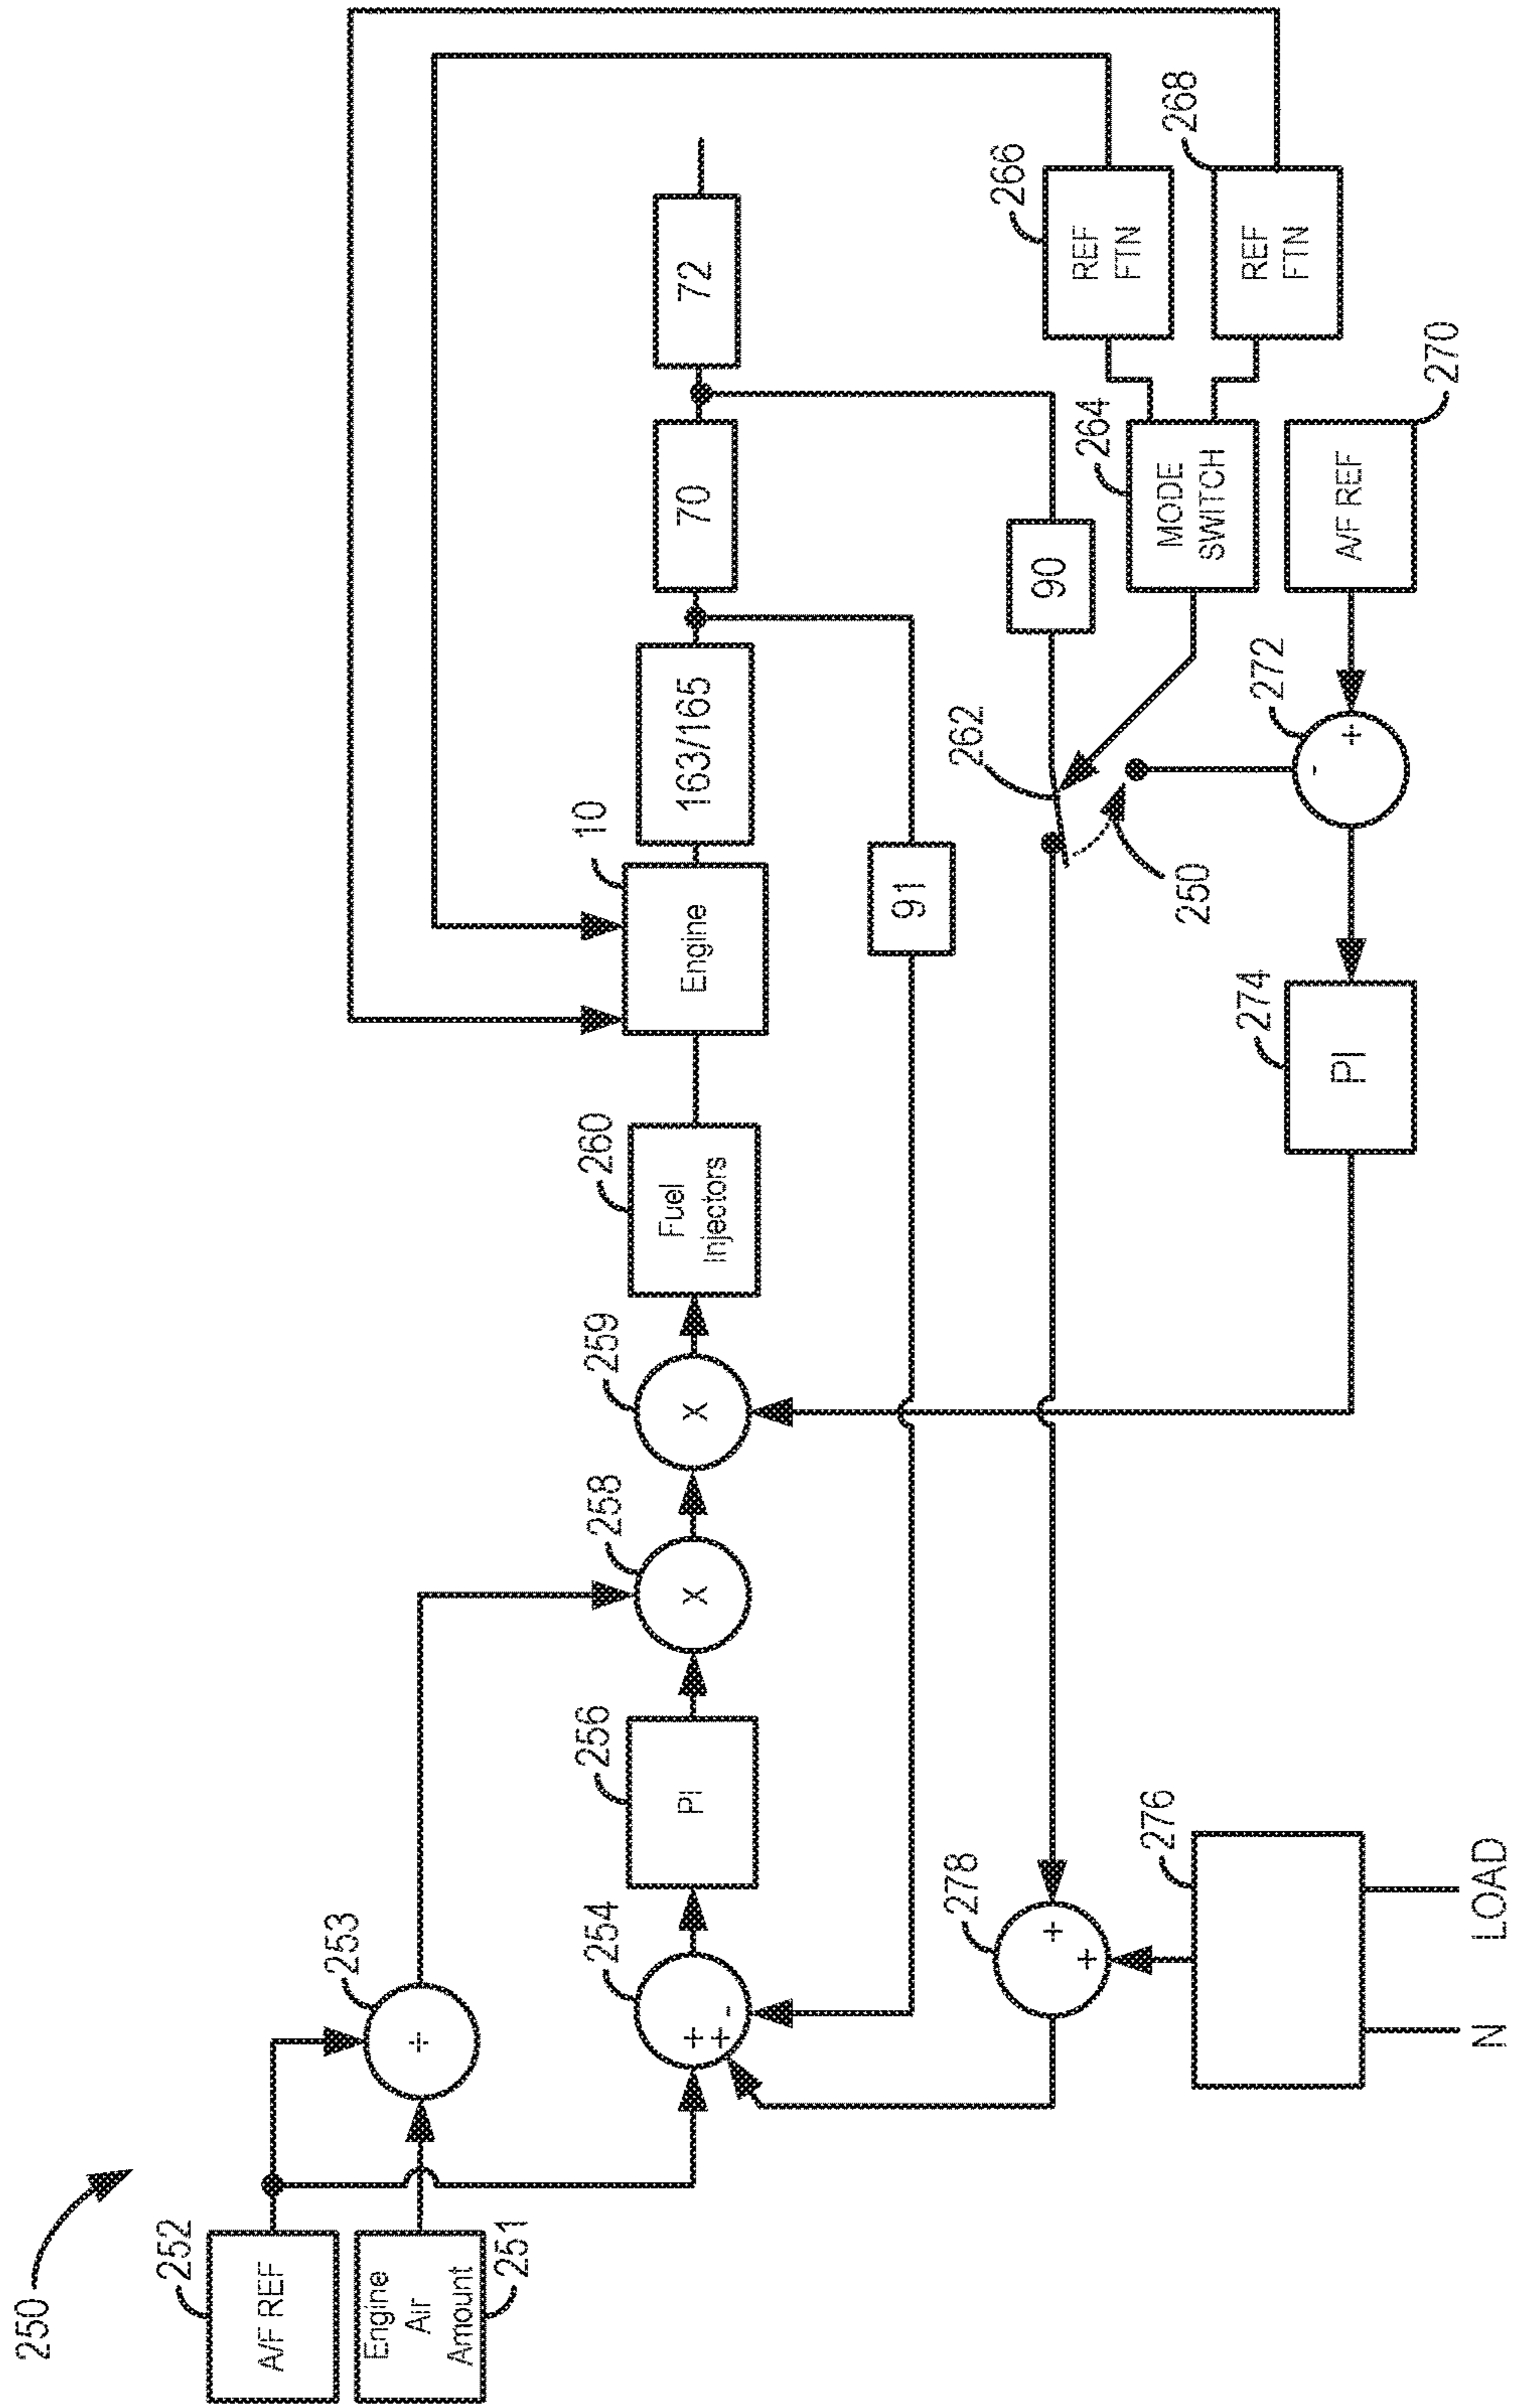 250
252
A/F REF
Engine
Air
Amount
251
253
÷
254
+
+
-
256
PI
258
X
259
X
260
Fuel
Injectors
10
Engine
163/165
70
72
91
90
262
250
264
MODE
SWITCH
266
REF
FTN
268
REF
FTN
270
A/F REF
272
+
-
274
PI
278
+
+
276
N
LOAD